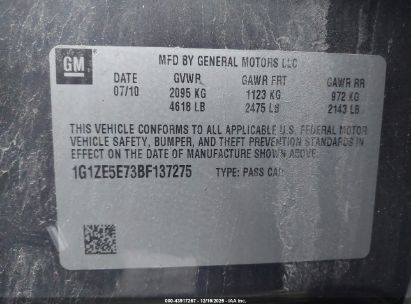 GM
MFD BY GENERAL MOTORS LLC
DATE GVWR GAWR FRT GAWR RR
07/10 2095 KG 1123 KG 972 KG
4618 LB 2475 LB 2143 LB
THIS VEHICLE CONFORMS TO ALL APPLICABLE U.S. FEDERAL MOTOR
VEHICLE SAFETY, BUMPER, AND THEFT PREVENTION STANDARDS IN
EFFECT ON THE DATE OF MANUFACTURE SHOWN ABOVE.
1G1ZE5E73BF137275 TYPE: PASS CAR